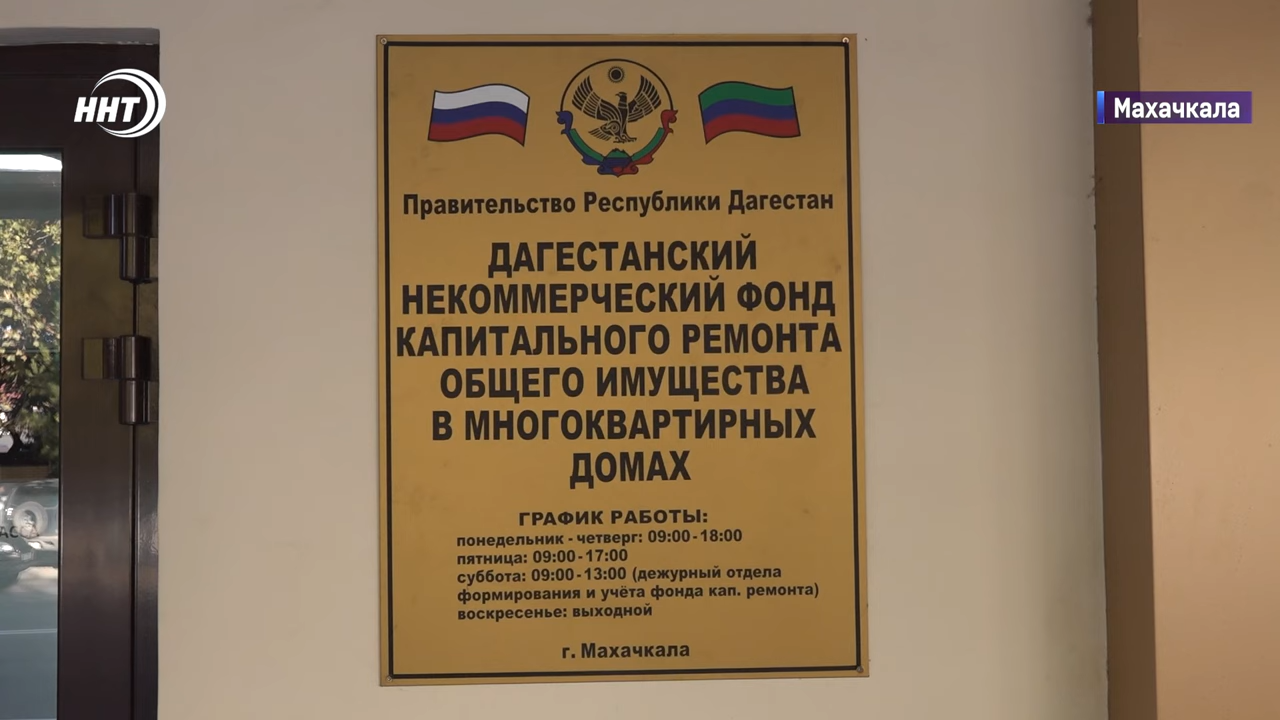 ННТ
Махачкала
Правительство Республики Дагестан
ДАГЕСТАНСКИЙ
НЕКОММЕРЧЕСКИЙ ФОНД
КАПИТАЛЬНОГО РЕМОНТА
ОБЩЕГО ИМУЩЕСТВА
В МНОГОКВАРТИРНЫХ
ДОМАХ
ГРАФИК РАБОТЫ:
понедельник - четверг: 09:00-18:00
пятница: 09:00-17:00
суббота: 09:00-13:00 (дежурный отдела
формирования и учёта фонда кап. ремонта)
воскресенье: выходной
г. Махачкала